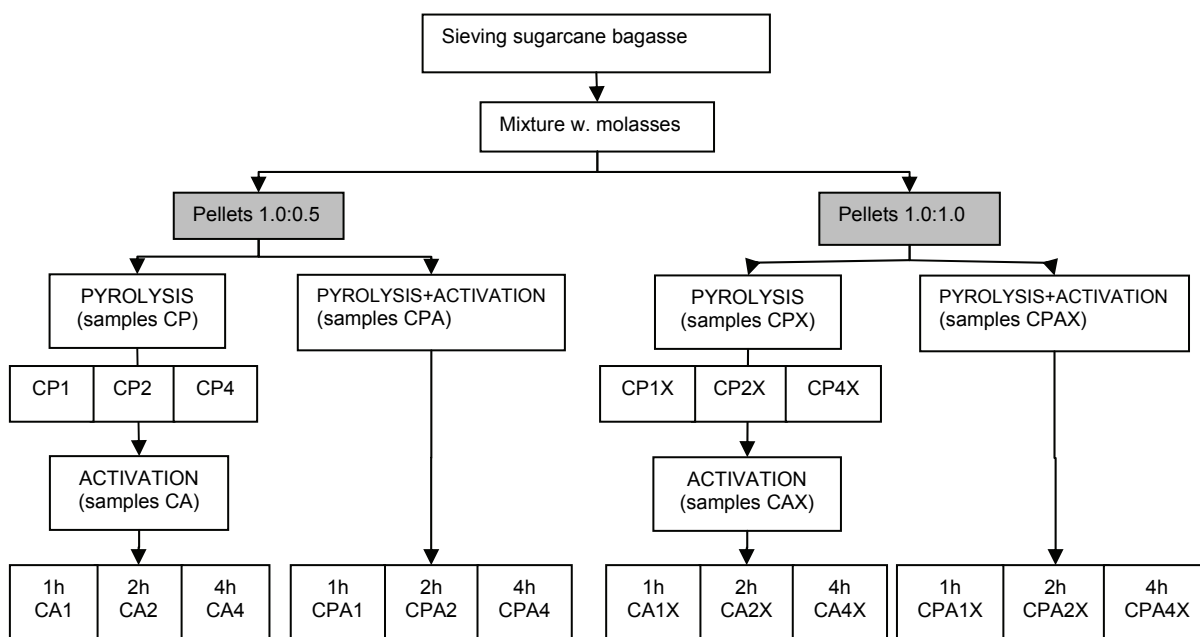 Sieving sugarcane bagasse
Mixture w. molasses
Pellets 1.0:0.5
Pellets 1.0:1.0
PYROLYSIS
(samples CP)
PYROLYSIS+ACTIVATION
(samples CPA)
PYROLYSIS
(samples CPX)
PYROLYSIS+ACTIVATION
(samples CPAX)
CP1
CP2
CP4
CP1X
CP2X
CP4X
ACTIVATION
(samples CA)
ACTIVATION
(samples CAX)
1h
CA1
2h
CA2
4h
CA4
1h
CPA1
2h
CPA2
4h
CPA4
1h
CA1X
2h
CA2X
4h
CA4X
1h
CPA1X
2h
CPA2X
4h
CPA4X